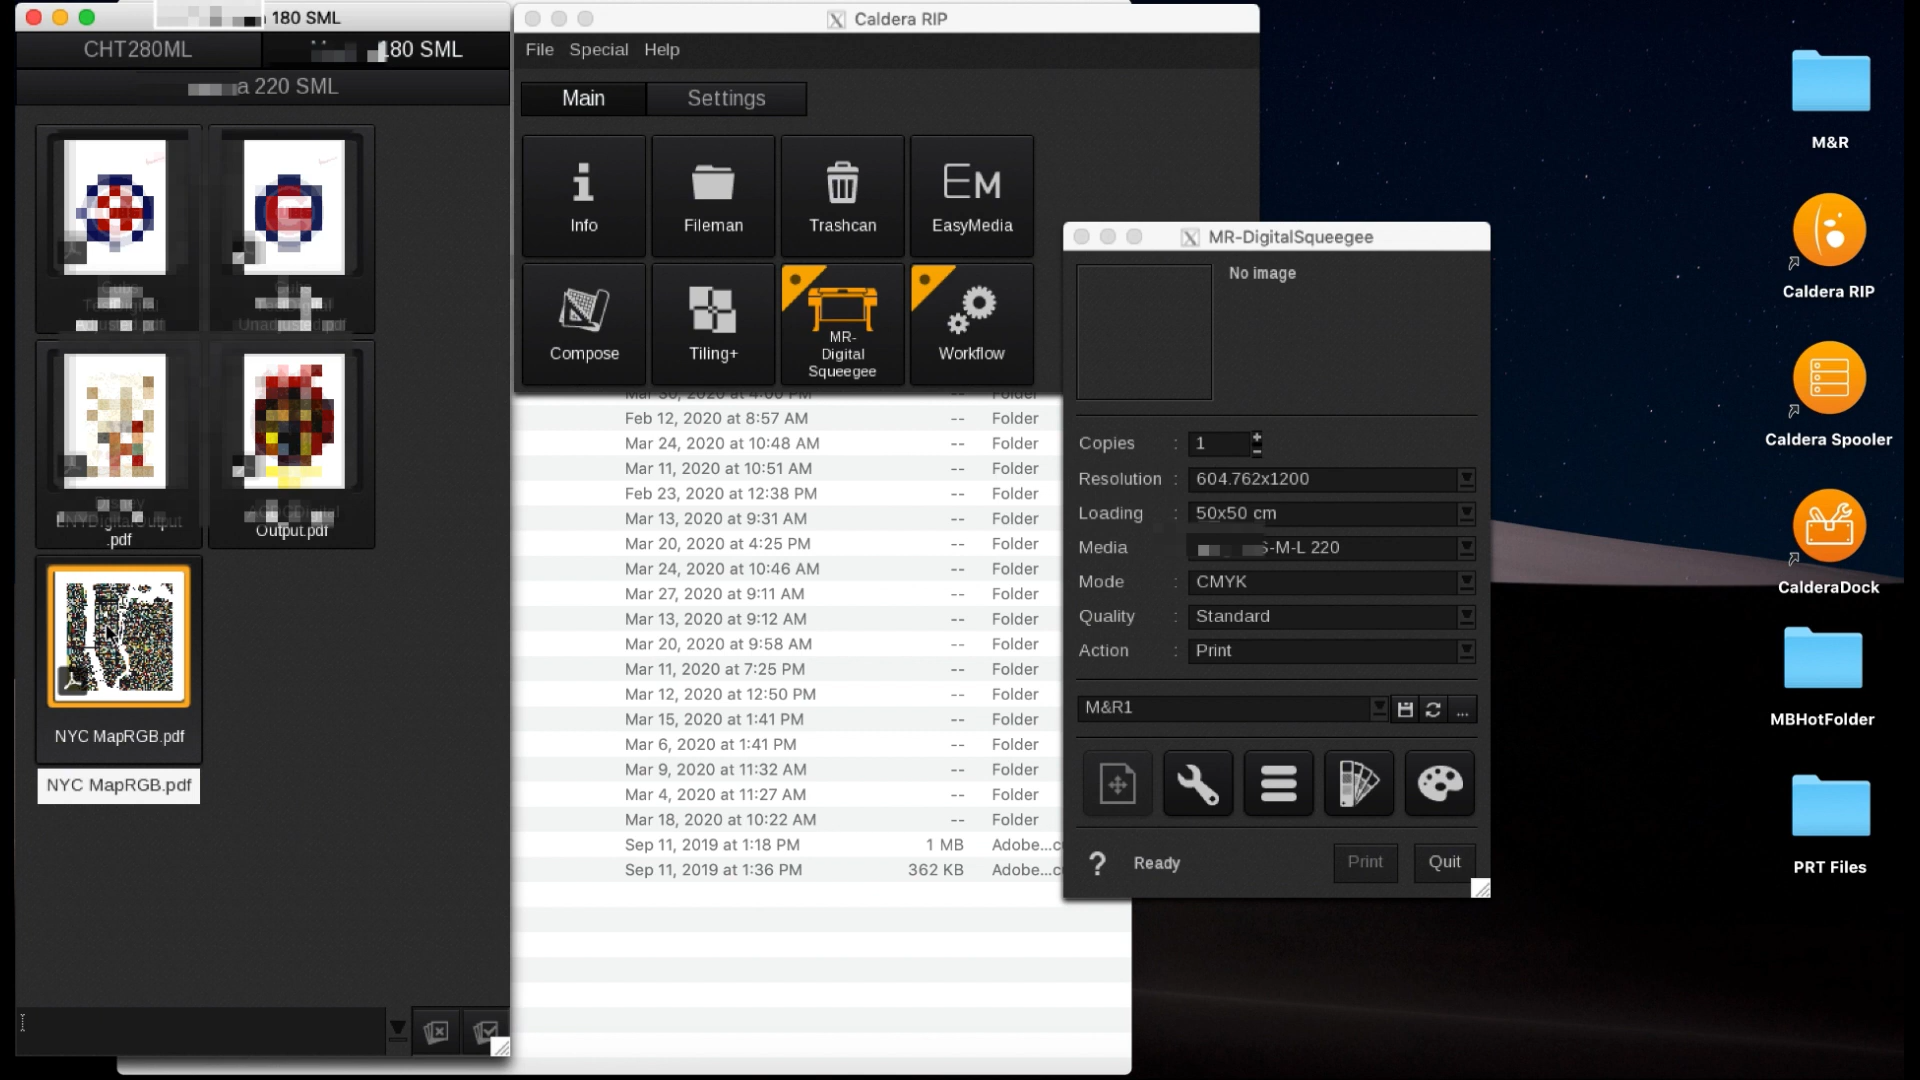 180 SML
CHT280ML
180 SML
a 220 SML
.pdf
Output.pdf
NYC MapRGB.pdf
NYC MapRGB.pdf
Caldera RIP
File Special Help
Main Settings
Info
Fileman
Trashcan
EasyMedia
Compose
Tiling+
MR-
Digital
Squeegee
Workflow
Feb 12, 2020 at 8:57 AM -- Folder
Mar 24, 2020 at 10:48 AM -- Folder
Mar 11, 2020 at 10:51 AM -- Folder
Feb 23, 2020 at 12:38 PM -- Folder
Mar 13, 2020 at 9:31 AM -- Folder
Mar 20, 2020 at 4:25 PM -- Folder
Mar 24, 2020 at 10:46 AM -- Folder
Mar 27, 2020 at 9:11 AM -- Folder
Mar 13, 2020 at 9:12 AM -- Folder
Mar 20, 2020 at 9:58 AM -- Folder
Mar 11, 2020 at 7:25 PM -- Folder
Mar 12, 2020 at 12:50 PM -- Folder
Mar 15, 2020 at 1:41 PM -- Folder
Mar 6, 2020 at 1:41 PM -- Folder
Mar 9, 2020 at 11:32 AM -- Folder
Mar 4, 2020 at 11:27 AM -- Folder
Mar 18, 2020 at 10:22 AM -- Folder
Sep 11, 2019 at 1:18 PM 1 MB Adobe...c
Sep 11, 2019 at 1:36 PM 362 KB Adobe...c
MR-DigitalSqueegee
No image
Copies : 1
Resolution : 604.762x1200
Loading : 50x50 cm
Media : S-M-L 220
Mode : CMYK
Quality : Standard
Action : Print
M&R1
...
? Ready Print Quit
M&R
Caldera RIP
Caldera Spooler
CalderaDock
MBHotFolder
PRT Files